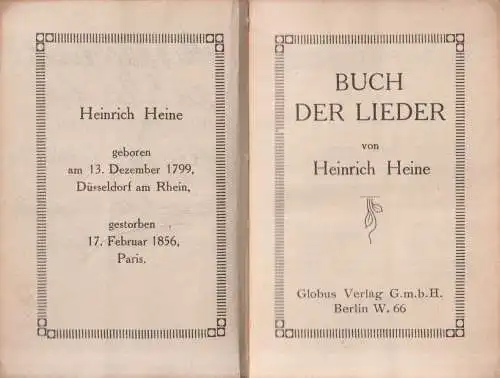 Heinrich Heine
geboren
am 13. Dezember 1799,
Düsseldorf am Rhein,
gestorben
17. Februar 1856,
Paris.
BUCH
DER LIEDER
von
Heinrich Heine
Globus Verlag G.m.b.H.
Berlin W. 66